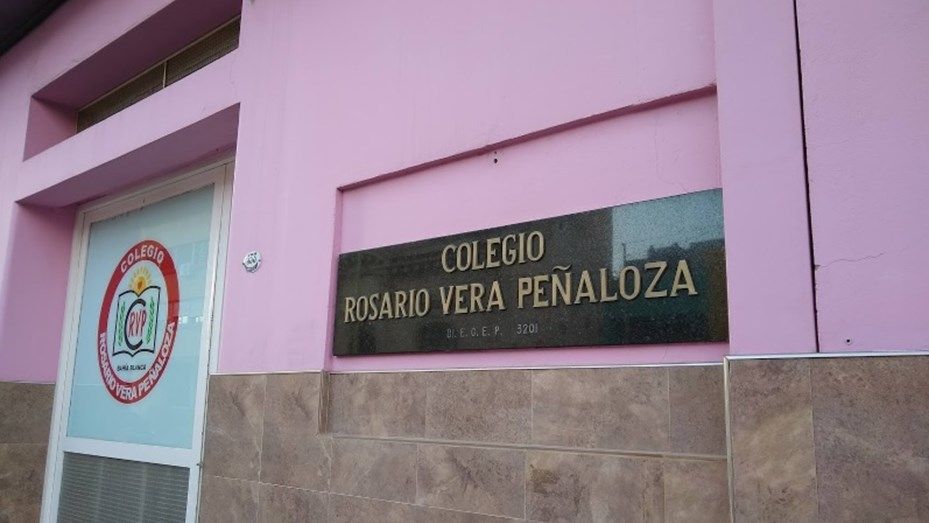 COLEGIO
RVP
BAHIA BLANCA
ROSARIO VERA PEÑALOZA
COLEGIO
ROSARIO VERA PEÑALOZA
E. G. E. P. 3201